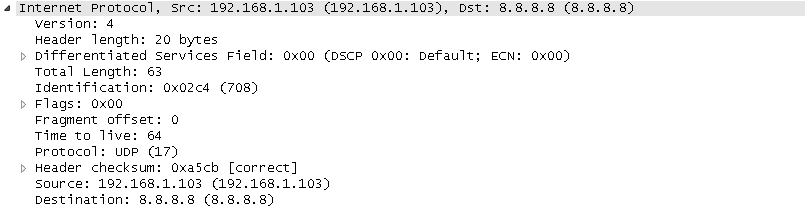 Internet Protocol, Src: 192.168.1.103 (192.168.1.103), Dst: 8.8.8.8 (8.8.8.8)
Version: 4
Header length: 20 bytes
Differentiated Services Field: 0x00 (DSCP 0x00: Default; ECN: 0x00)
Total Length: 63
Identification: 0x02c4 (708)
Flags: 0x00
Fragment offset: 0
Time to live: 64
Protocol: UDP (17)
Header checksum: 0xa5cb [correct]
Source: 192.168.1.103 (192.168.1.103)
Destination: 8.8.8.8 (8.8.8.8)